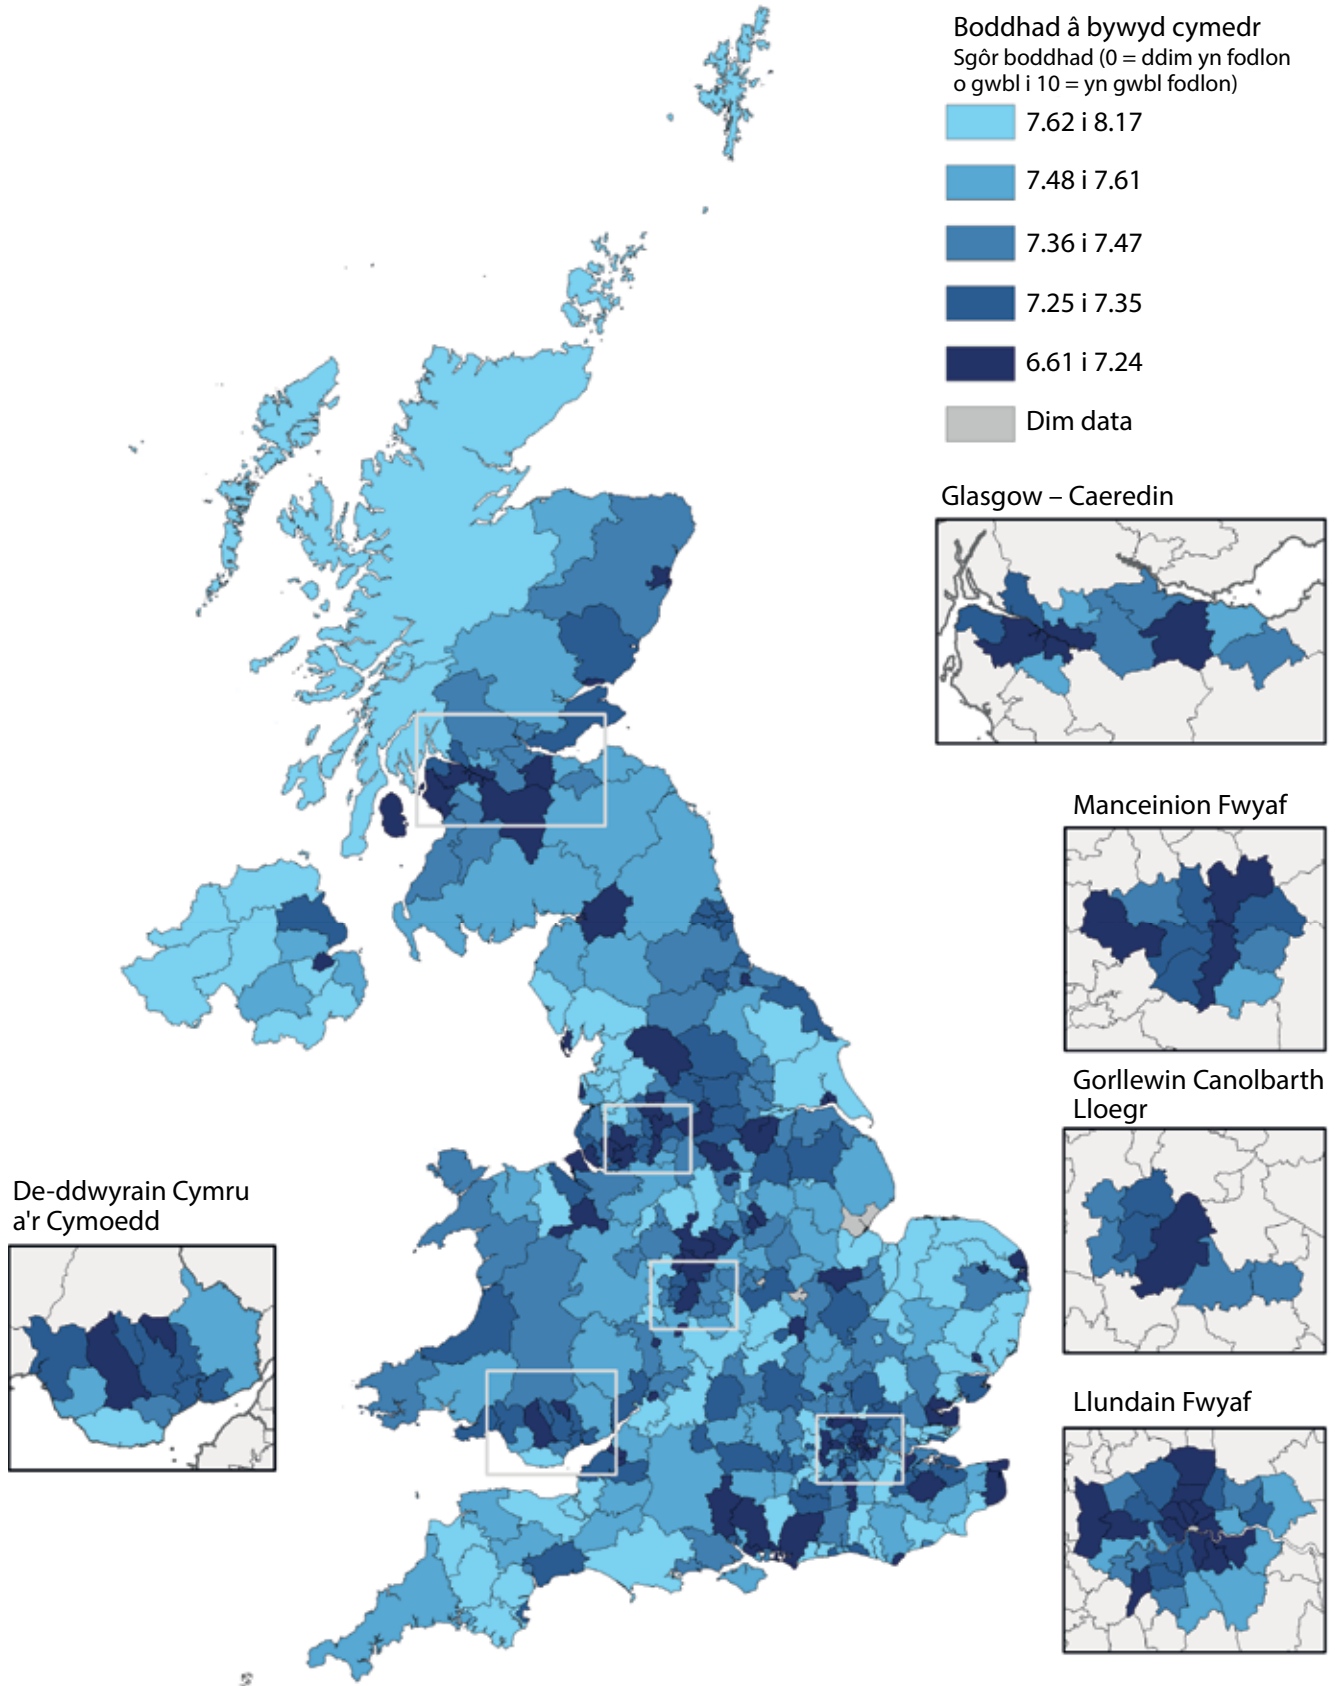 Boddhad â bywyd cymedr
Sgôr boddhad (0 = ddim yn fodlon
o gwbl i 10 = yn gwbl fodlon)
7.62 i 8.17
7.48 i 7.61
7.36 i 7.47
7.25 i 7.35
6.61 i 7.24
Dim data
Glasgow – Caeredin
Manceinion Fwyaf
Gorllewin Canolbarth
Lloegr
De-ddwyrain Cymru
a'r Cymoedd
Llundain Fwyaf